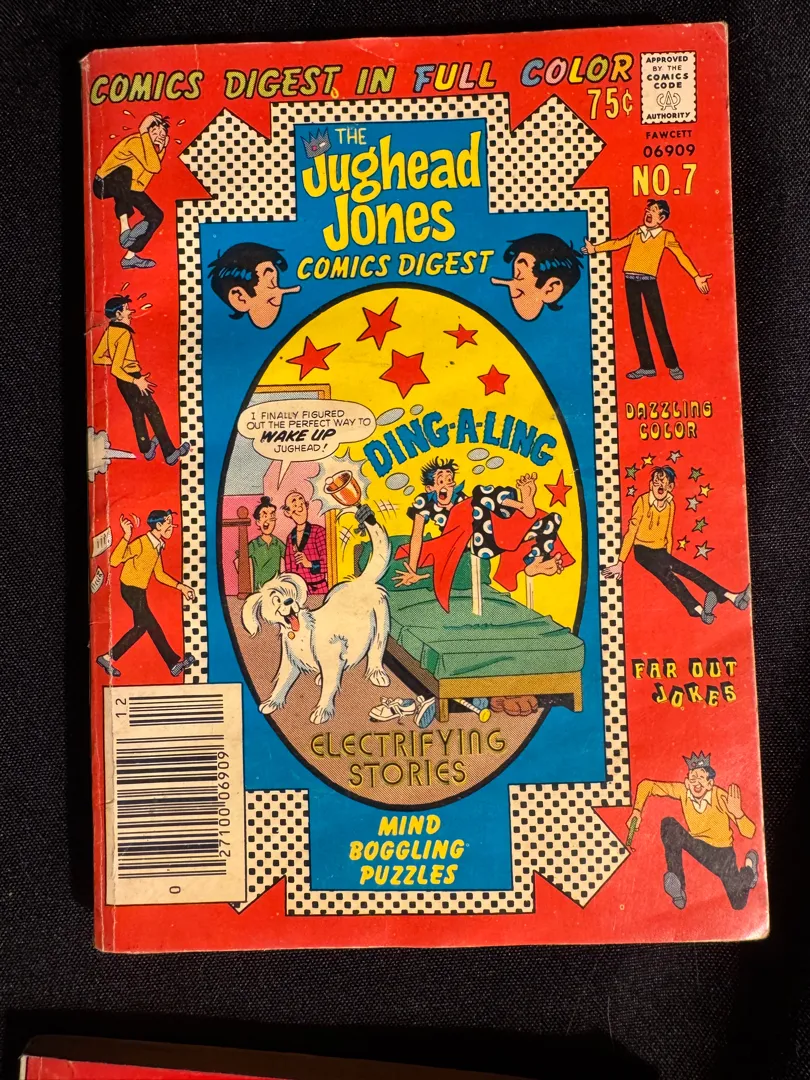 COMICS DIGEST IN FULL COLOR
75¢
APPROVED
BY THE
COMICS
CODE
CA
AUTHORITY
FAWCETT
06909
NO.7
THE
Jughead
Jones
COMICS DIGEST
I FINALLY FIGURED
OUT THE PERFECT WAY TO
WAKE UP
JUGHEAD!
DING-A-LING
DAZZLING
COLOR
FAR OUT
JOKES
ELECTRIFYING
STORIES
MIND
BOGGLING
PUZZLES
12
27100 06909
0